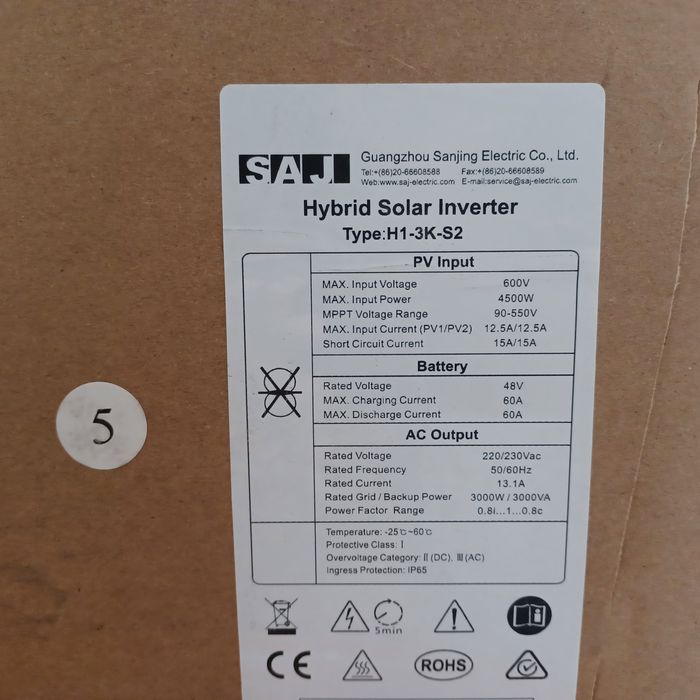 SAJ
Guangzhou Sanjing Electric Co., Ltd.
Tel:+(86)20-66608588 Fax:+(86)20-66608589
Web:www.saj-electric.com E-mail:service@saj-electric.com
Hybrid Solar Inverter
Type:H1-3K-S2
PV Input
MAX. Input Voltage 600V
MAX. Input Power 4500W
MPPT Voltage Range 90-550V
MAX. Input Current (PV1/PV2) 12.5A/12.5A
Short Circuit Current 15A/15A
Battery
Rated Voltage 48V
MAX. Charging Current 60A
MAX. Discharge Current 60A
AC Output
Rated Voltage 220/230Vac
Rated Frequency 50/60Hz
Rated Current 13.1A
Rated Grid / Backup Power 3000W / 3000VA
Power Factor Range 0.8i...1...0.8c
Temperature: -25℃~60℃
Protective Class: Ⅰ
Overvoltage Category: Ⅱ (DC), Ⅲ (AC)
Ingress Protection: IP65
5min
CE
ROHS
5